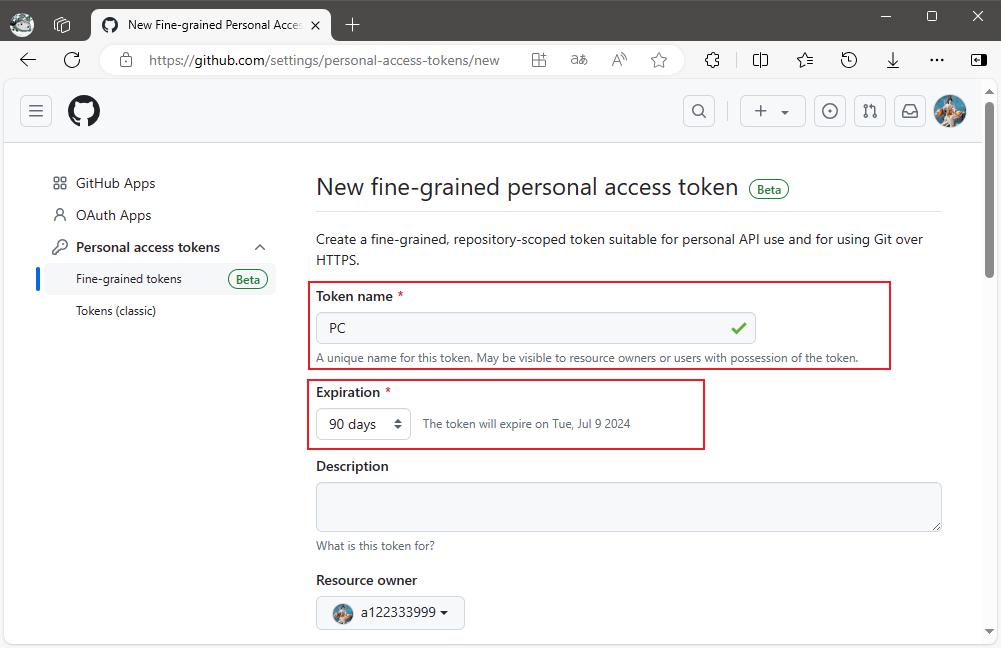 New Fine-grained Personal Acces
https://github.com/settings/personal-access-tokens/new
GitHub Apps
OAuth Apps
Personal access tokens
Fine-grained tokens Beta
Tokens (classic)
New fine-grained personal access token Beta
Create a fine-grained, repository-scoped token suitable for personal API use and for using Git over
HTTPS.
Token name *
PC
A unique name for this token. May be visible to resource owners or users with possession of the token.
Expiration *
90 days The token will expire on Tue, Jul 9 2024
Description
What is this token for?
Resource owner
a122333999